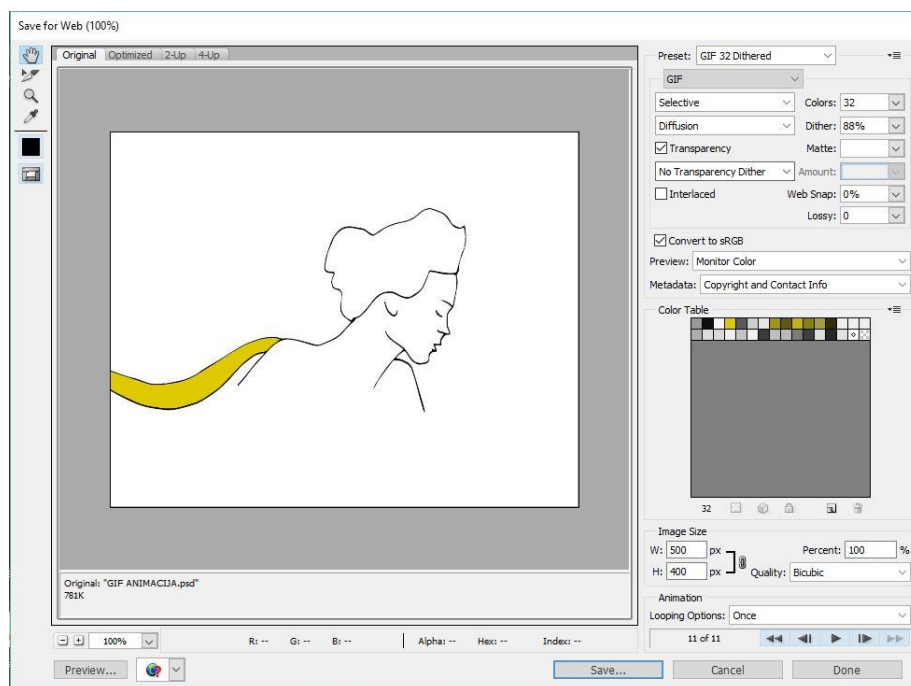 Save for Web (100%)
Original Optimized 2-Up 4-Up
Original: "GIF ANIMACIJA.psd"
781K
100% R: -- G: -- B: -- Alpha: -- Hex: -- Index: --
Preview... Save... Cancel Done
Preset: GIF 32 Dithered
GIF
Selective Colors: 32
Diffusion Dither: 88%
Transparency Matte:
No Transparency Dither Amount:
Interlaced Web Snap: 0%
Lossy: 0
Convert to sRGB
Preview: Monitor Color
Metadata: Copyright and Contact Info
Color Table
32
Image Size
W: 500 px Percent: 100 %
H: 400 px Quality: Bicubic
Animation
Looping Options: Once
11 of 11